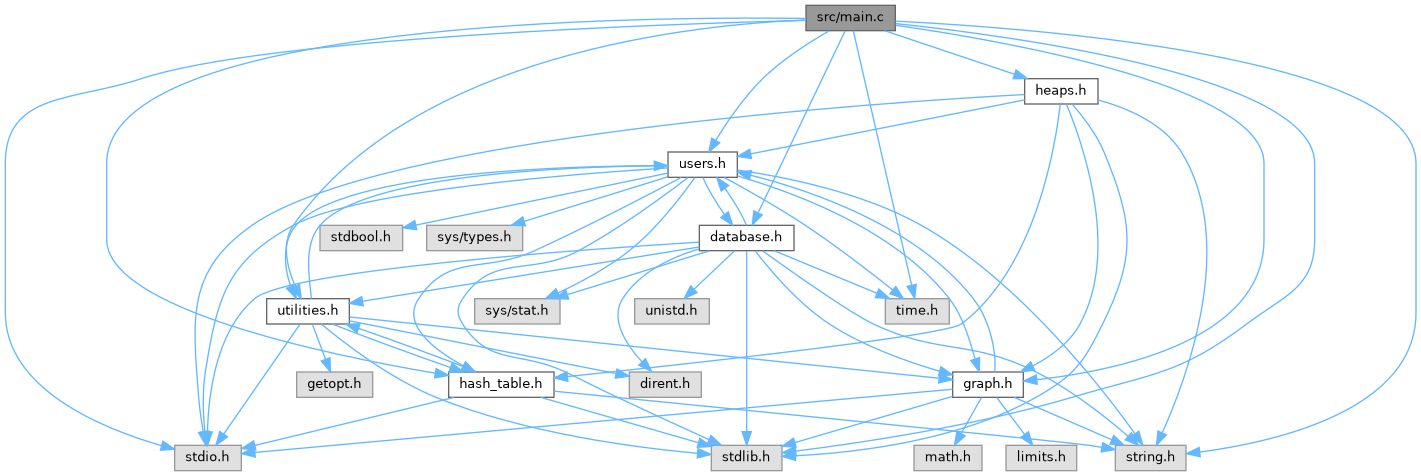 src/main.c
heaps.h
users.h
stdbool.h
sys/types.h
database.h
utilities.h
sys/stat.h
unistd.h
time.h
getopt.h
hash_table.h
dirent.h
graph.h
stdio.h
stdlib.h
math.h
limits.h
string.h